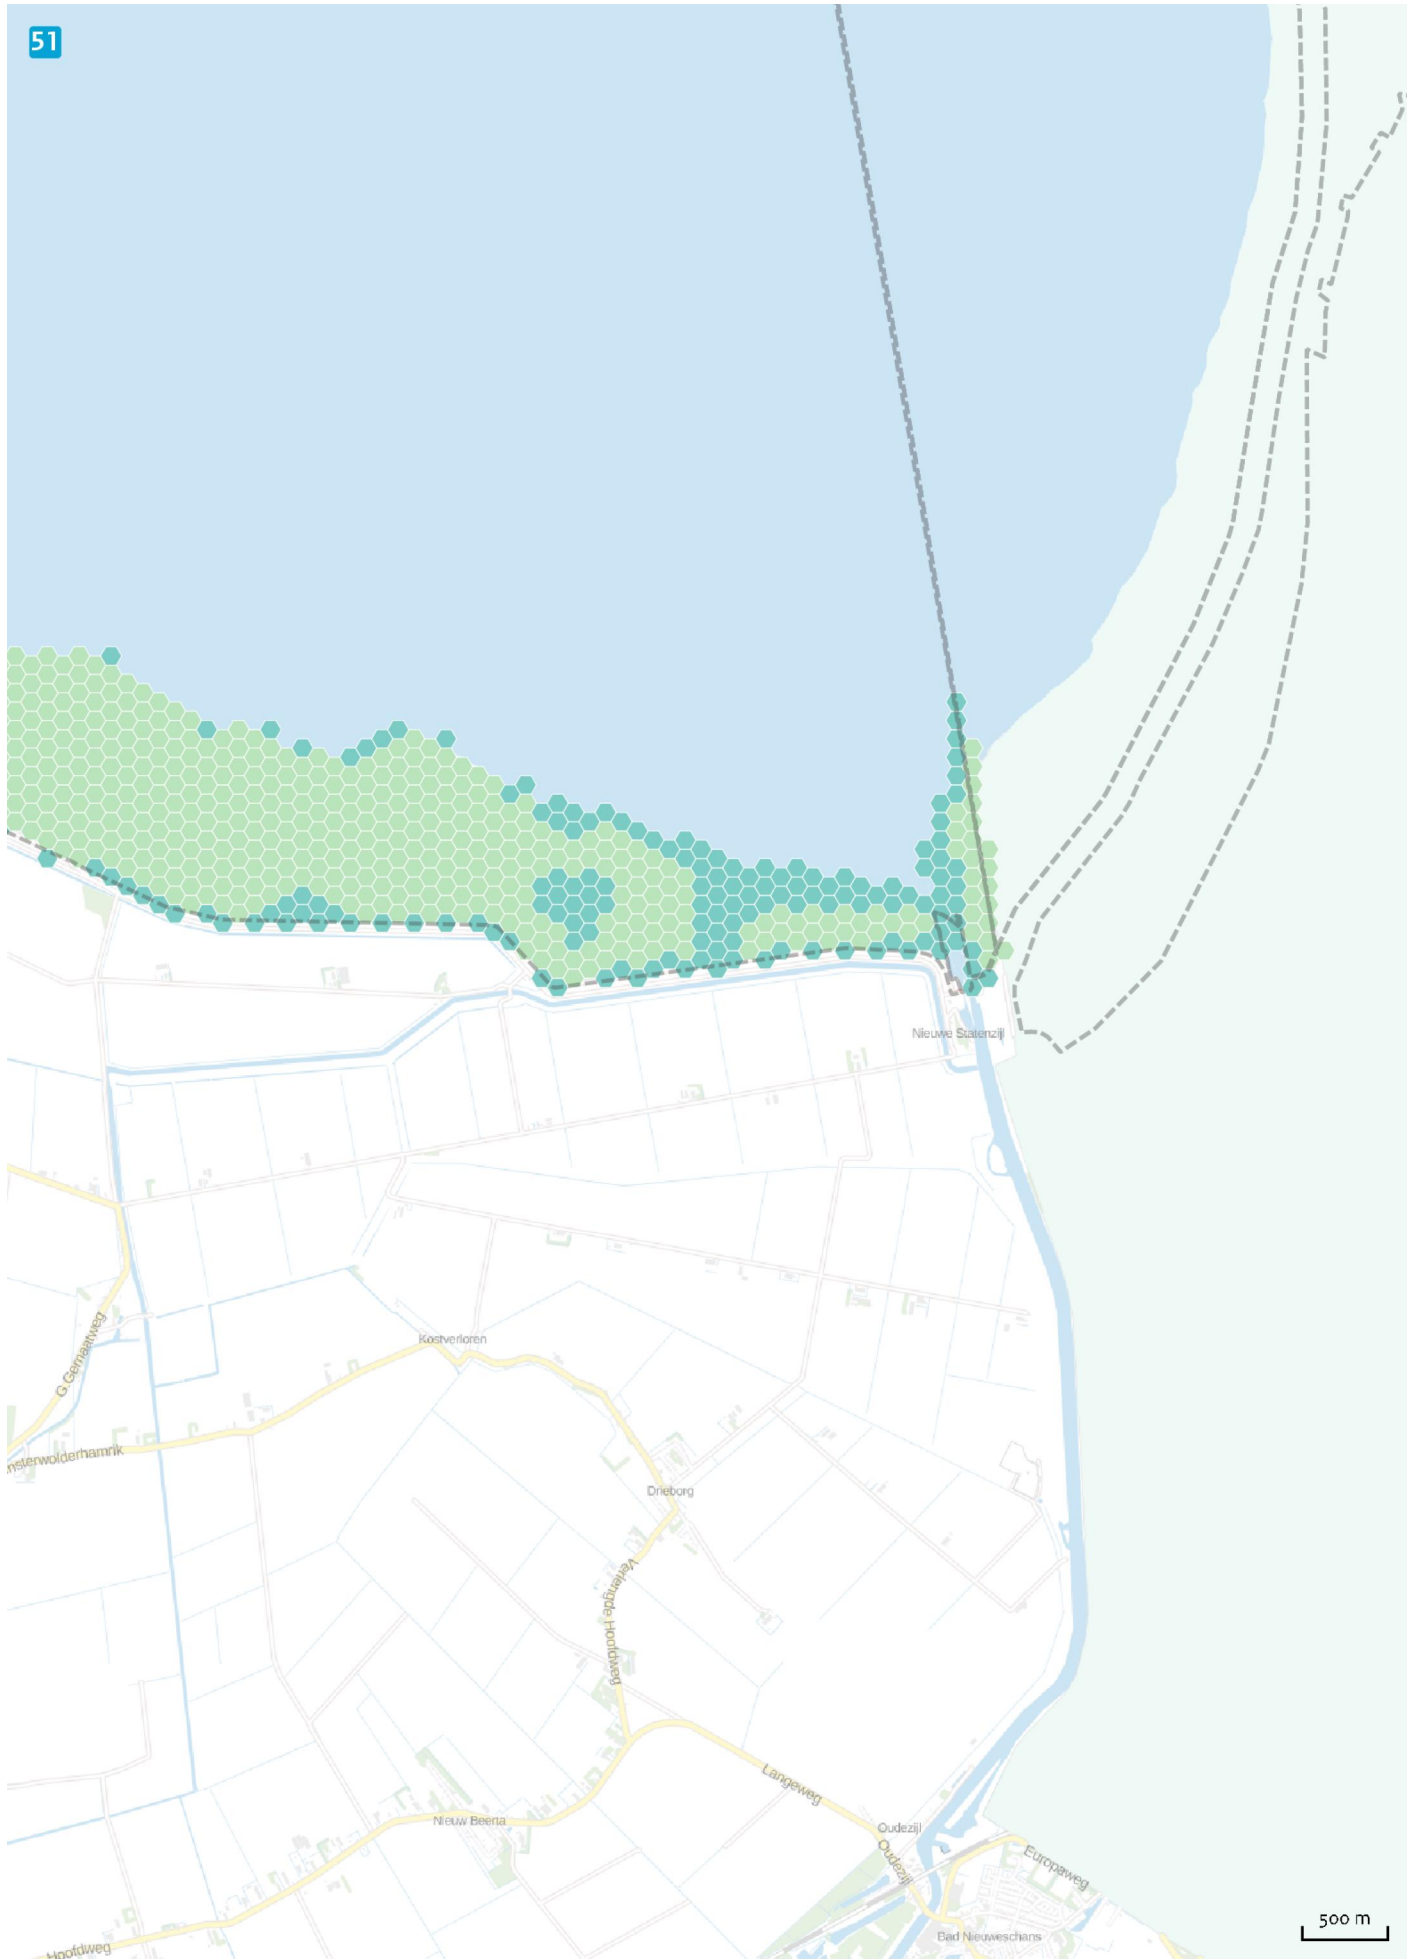 51
Nieuwe Statenzijl
Kostverloren
G.Gernaatweg
nsterwolderhamrik
Drieborg
Verlengde Hoofdweg
Langeweg
Nieuw Beerta
Oudezijl
Oudezijl
Europaweg
500 m
Bad Nieuweschans
Hoofdweg